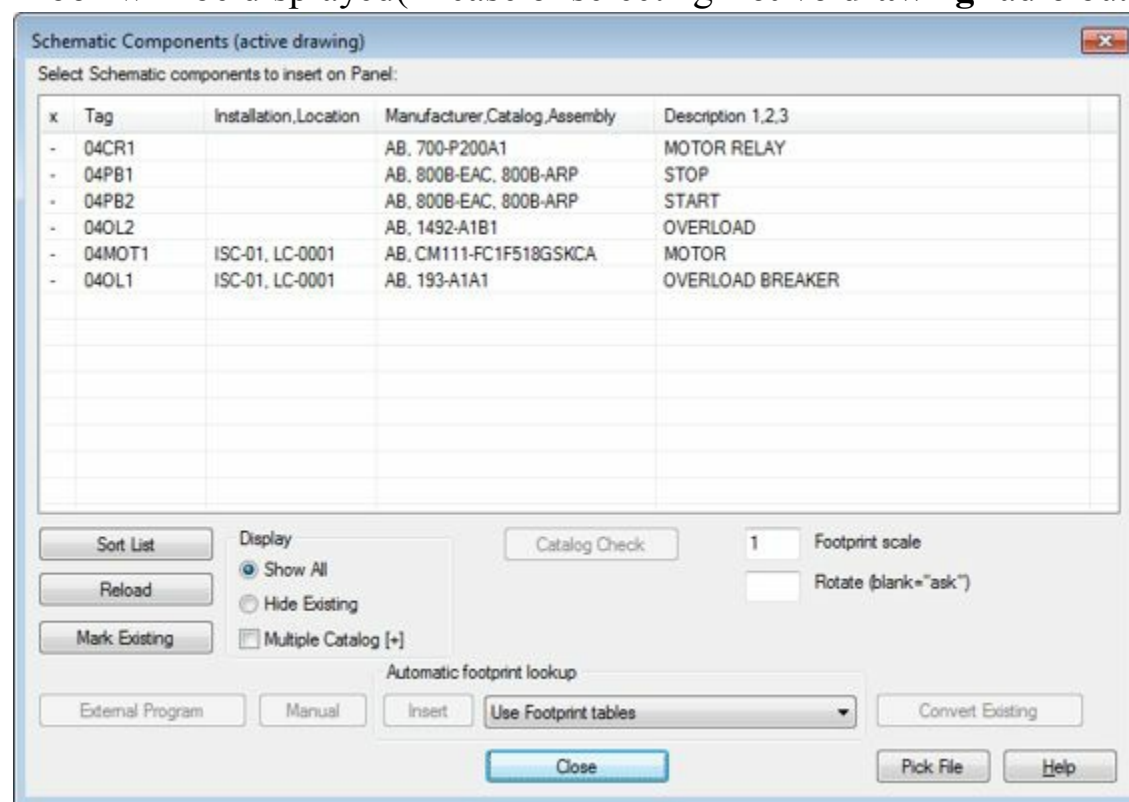 Schematic Components (active drawing)
Select Schematic components to insert on Panel:
x Tag Installation,Location Manufacturer,Catalog,Assembly Description 1,2,3
- 04CR1 AB, 700-P200A1 MOTOR RELAY
- 04PB1 AB, 800B-EAC, 800B-ARP STOP
- 04PB2 AB, 800B-EAC, 800B-ARP START
- 04OL2 AB, 1492-A1B1 OVERLOAD
- 04MOT1 ISC-01, LC-0001 AB, CM111-FC1F518GSKCA MOTOR
- 04OL1 ISC-01, LC-0001 AB, 193-A1A1 OVERLOAD BREAKER
Sort List Display Catalog Check 1 Footprint scale
Show All
Reload Rotate (blank="ask")
Hide Existing
Mark Existing Multiple Catalog [+]
Automatic footprint lookup
External Program Manual Insert Use Footprint tables Convert Existing
Close Pick File Help